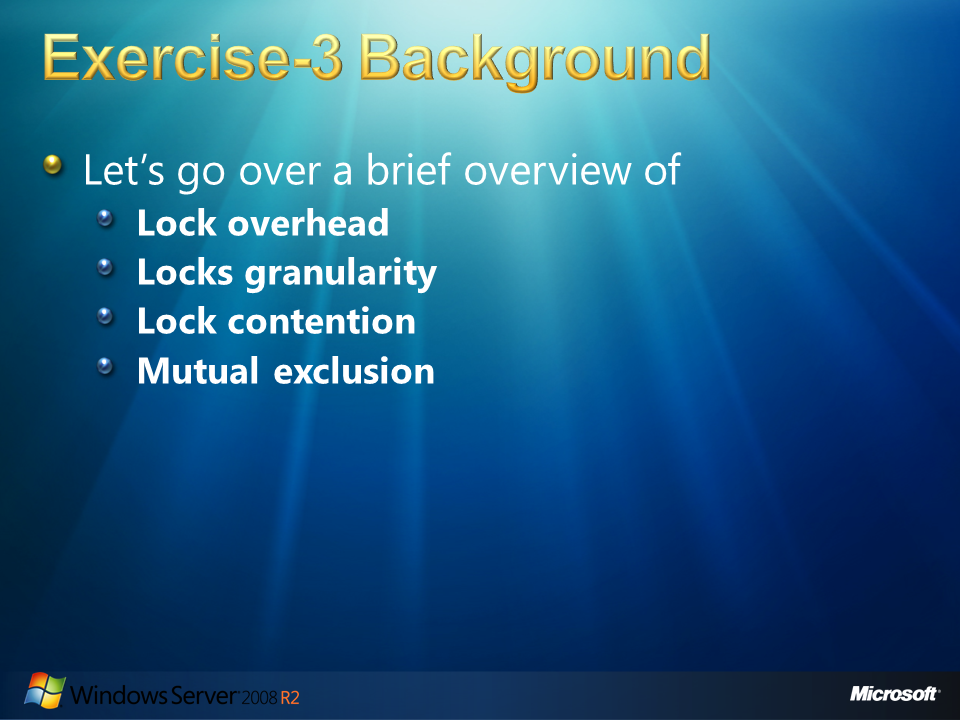 Exercise-3 Background
Let's go over a brief overview of
Lock overhead
Locks granularity
Lock contention
Mutual exclusion
Windows Server 2008 R2
Microsoft